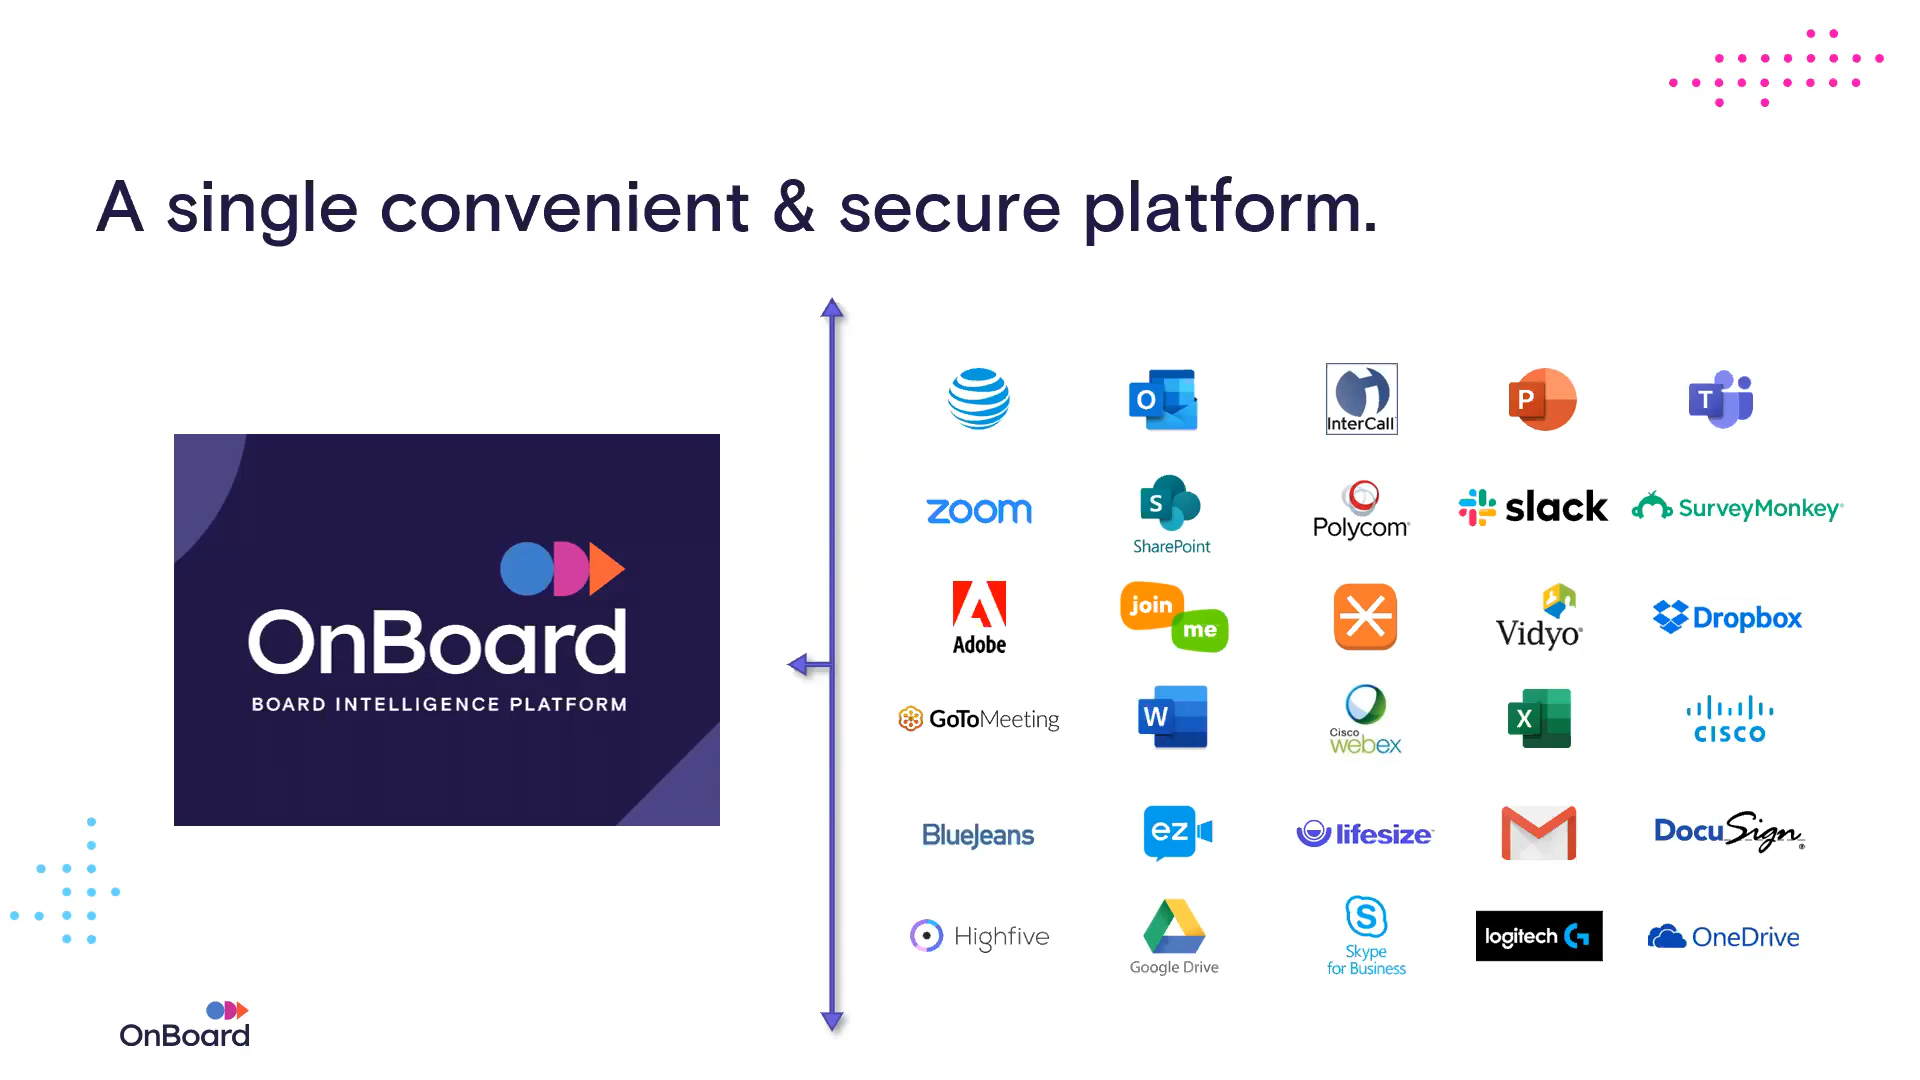 A single convenient & secure platform.
OnBoard
BOARD INTELLIGENCE PLATFORM
O
InterCall
P
T
zoom
S
SharePoint
Polycom®
slack
SurveyMonkey®
Adobe
join
me
Vidyo®
Dropbox
GoToMeeting
W
Cisco
webex
X
CISCO
BlueJeans
ez
lifesize
DocuSign®
Highfive
Google Drive
S
Skype
for Business
logitech G
OneDrive
OnBoard